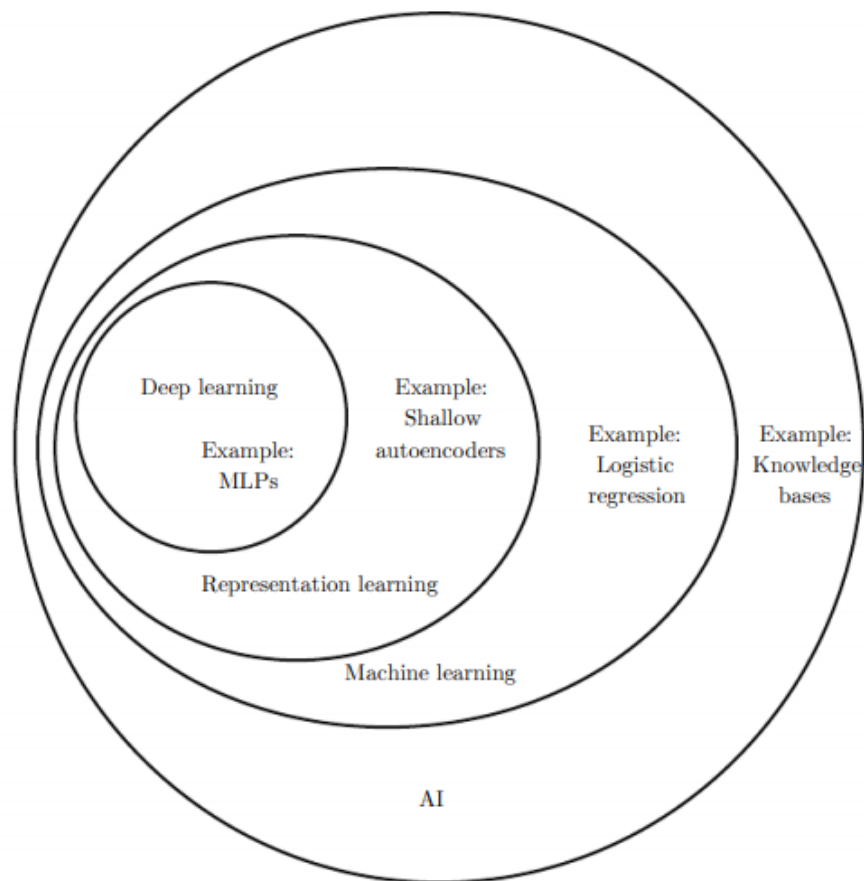 Deep learning
Example:
MLPs
Example:
Shallow
autoencoders
Example:
Logistic
regression
Example:
Knowledge
bases
Representation learning
Machine learning
AI